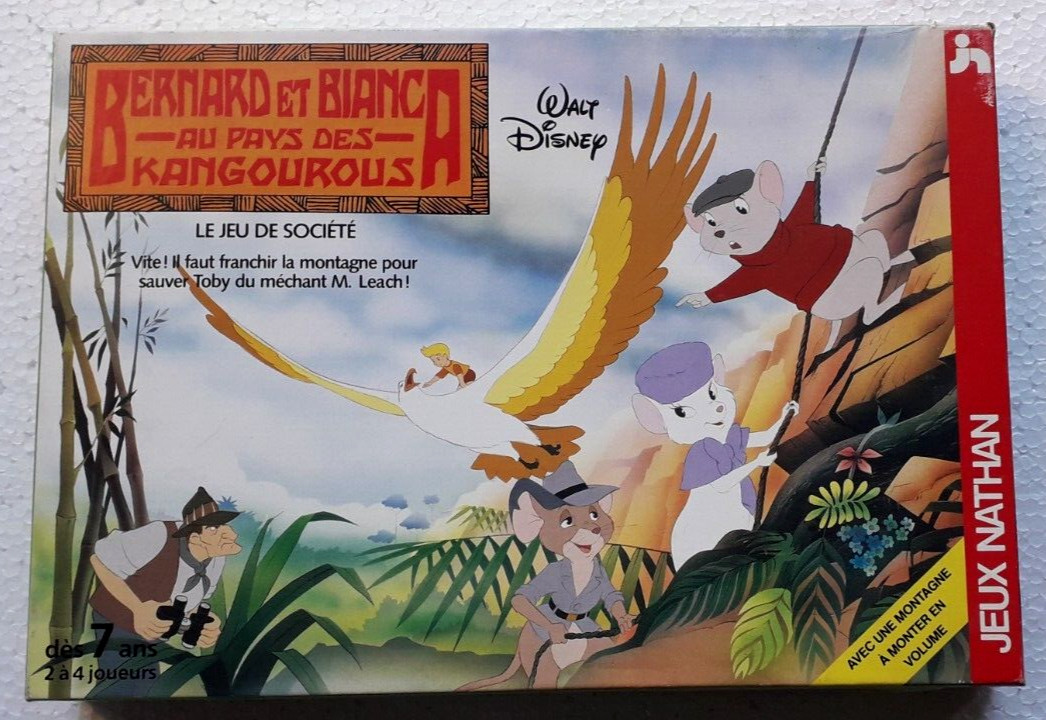 BERNARD ET BIANCA
AU PAYS DES
KANGOUROUS
WALT
DISNEY
LE JEU DE SOCIÉTÉ
Vite! Il faut franchir la montagne pour
sauver Toby du méchant M. Leach!
dès 7 ans
2 à 4 joueurs
AVEC UNE MONTAGNE
À MONTER EN
VOLUME
jn
JEUX NATHAN